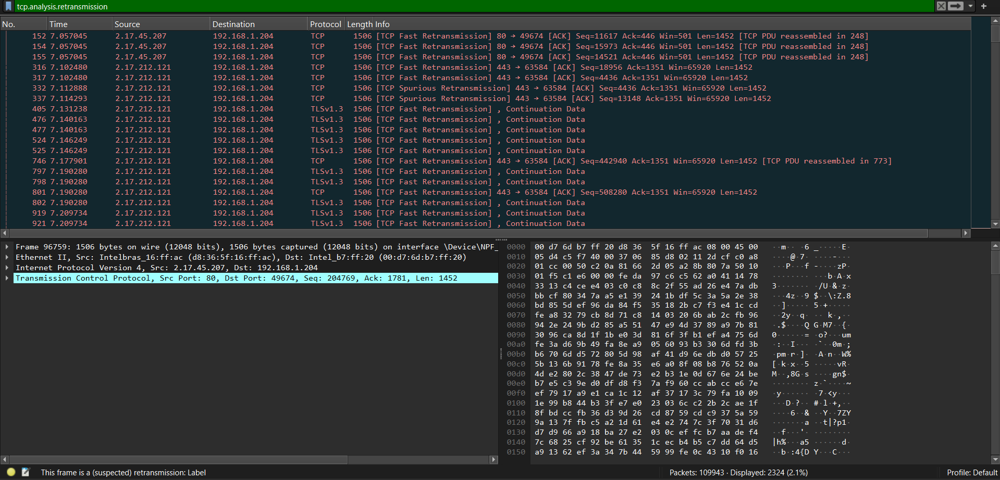 tcp.analysis.retransmission
No. Time Source Destination Protocol Length Info
152 7.057045 2.17.45.207 192.168.1.204 TCP 1506 [TCP Fast Retransmission] 80 → 49674 [ACK] Seq=11617 Ack=446 Win=501 Len=1452 [TCP PDU reassembled in 248]
154 7.057045 2.17.45.207 192.168.1.204 TCP 1506 [TCP Fast Retransmission] 80 → 49674 [ACK] Seq=15973 Ack=446 Win=501 Len=1452 [TCP PDU reassembled in 248]
155 7.057045 2.17.45.207 192.168.1.204 TCP 1506 [TCP Fast Retransmission] 80 → 49674 [ACK] Seq=14521 Ack=446 Win=501 Len=1452 [TCP PDU reassembled in 248]
316 7.102480 2.17.212.121 192.168.1.204 TCP 1506 [TCP Fast Retransmission] 443 → 63584 [ACK] Seq=18956 Ack=1351 Win=65920 Len=1452
317 7.102480 2.17.212.121 192.168.1.204 TCP 1506 [TCP Fast Retransmission] 443 → 63584 [ACK] Seq=4436 Ack=1351 Win=65920 Len=1452
332 7.112888 2.17.212.121 192.168.1.204 TCP 1506 [TCP Spurious Retransmission] 443 → 63584 [ACK] Seq=4436 Ack=1351 Win=65920 Len=1452
337 7.114293 2.17.212.121 192.168.1.204 TCP 1506 [TCP Spurious Retransmission] 443 → 63584 [ACK] Seq=13148 Ack=1351 Win=65920 Len=1452
405 7.131238 2.17.212.121 192.168.1.204 TLSv1.3 1506 [TCP Fast Retransmission] , Continuation Data
476 7.140163 2.17.212.121 192.168.1.204 TLSv1.3 1506 [TCP Fast Retransmission] , Continuation Data
477 7.140163 2.17.212.121 192.168.1.204 TLSv1.3 1506 [TCP Fast Retransmission] , Continuation Data
524 7.146249 2.17.212.121 192.168.1.204 TLSv1.3 1506 [TCP Fast Retransmission] , Continuation Data
525 7.146249 2.17.212.121 192.168.1.204 TLSv1.3 1506 [TCP Fast Retransmission] , Continuation Data
746 7.177901 2.17.212.121 192.168.1.204 TCP 1506 [TCP Fast Retransmission] 443 → 63584 [ACK] Seq=442940 Ack=1351 Win=65920 Len=1452 [TCP PDU reassembled in 773]
797 7.190280 2.17.212.121 192.168.1.204 TLSv1.3 1506 [TCP Fast Retransmission] , Continuation Data
798 7.190280 2.17.212.121 192.168.1.204 TLSv1.3 1506 [TCP Fast Retransmission] , Continuation Data
801 7.190280 2.17.212.121 192.168.1.204 TCP 1506 [TCP Fast Retransmission] 443 → 63584 [ACK] Seq=508280 Ack=1351 Win=65920 Len=1452
802 7.190280 2.17.212.121 192.168.1.204 TLSv1.3 1506 [TCP Fast Retransmission] , Continuation Data
919 7.209734 2.17.212.121 192.168.1.204 TLSv1.3 1506 [TCP Fast Retransmission] , Continuation Data
921 7.209734 2.17.212.121 192.168.1.204 TLSv1.3 1506 [TCP Fast Retransmission] , Continuation Data
Frame 96759: 1506 bytes on wire (12048 bits), 1506 bytes captured (12048 bits) on interface \Device\NPF_
Ethernet II, Src: Intelbras_16:ff:ac (d8:36:5f:16:ff:ac), Dst: Intel_b7:ff:20 (00:d7:6d:b7:ff:20)
Internet Protocol Version 4, Src: 2.17.45.207, Dst: 192.168.1.204
Transmission Control Protocol, Src Port: 80, Dst Port: 49674, Seq: 204769, Ack: 1781, Len: 1452
0000 00 d7 6d b7 ff 20 d8 36 5f 16 ff ac 08 00 45 00 ··m·· ·6 _·····E·
0010 05 d4 c5 f7 40 00 37 06 85 d8 02 11 2d cf c0 a8 ····@·7· ····-···
0020 01 cc 00 50 c2 0a 81 66 2d 05 a2 8b 80 7a 50 10 ···P···f -····zP·
0030 01 f5 c1 e6 00 00 fe da 97 c6 c5 62 a0 41 14 78 ········ ···b·A·x
0040 33 13 c4 ce e4 03 c0 c8 8c 2f 55 ad 26 e4 7a db 3······· ·/U·&·z·
0050 bb cf 80 34 7a a5 e1 39 24 1b df 5c 3a 5a 2e 38 ···4z··9 $··\:Z.8
0060 bd 85 5d ef 96 da 84 f5 35 18 2b c7 f3 e4 1c cd ··]····· 5·+·····
0070 fe a8 32 79 cb 8d 71 c8 14 03 20 6b ab 2c fb 96 ··2y··q· ·· k·,··
0080 94 2e 24 9b d2 85 a5 51 47 e9 4d 37 89 a9 7b 81 ·.$····Q G·M7··{·
0090 30 96 ca 8d 1f 1b e0 3d 81 6f 3f b1 ef a4 75 6d 0······= ·o?···um
00a0 fe 3a d6 9b 49 fa 8e a9 05 60 93 b3 30 6d fd 3b ·:··I··· ·`··0m·;
00b0 b6 70 6d d5 72 80 5d 98 af 41 d9 6e db d0 57 25 ·pm·r·]· ·A·n··W%
00c0 5b 13 6b 91 78 fe 8a 35 e6 a0 8f 08 b8 76 52 0a [·k·x··5 ·····vR·
00d0 4d e2 80 2c 38 47 de 73 e2 b3 1e 0d 67 6e 24 be M··,8G·s ····gn$·
00e0 b7 e5 c3 9e d0 df d8 f3 7a f9 60 cc ab cc e6 7e ········ z·`····~
00f0 ef 79 17 a9 e1 ca 1c 12 af 37 17 3c 79 fa 10 09 ·y······ ·7·<y···
0100 1e 99 b8 44 b3 3f e7 e0 23 03 6c c2 2b 2c ae 1f ···D·?·· #·l·+,··
0110 8f bd cc fb 36 d3 9d 26 cd 87 59 cd c9 37 5a 59 ····6··& ··Y··7ZY
0120 9a 13 7f fb c5 a2 1d 61 e4 e2 74 7c 3f 70 31 d6 ·······a ··t|?p1·
0130 d7 d9 66 a9 18 ba 27 e2 03 0c ef fc b7 aa de f4 ··f···'· ········
0140 7c 68 25 cf 92 be 61 35 1c ec b4 b5 c7 dd 64 d5 |h%···a5 ······d·
0150 a9 13 62 ef 3a 34 7b 44 59 99 fe 0c 43 10 f0 16 ··b·:4{D Y···C···
This frame is a (suspected) retransmission: Label
Packets: 109943 · Displayed: 2324 (2.1%)
Profile: Default